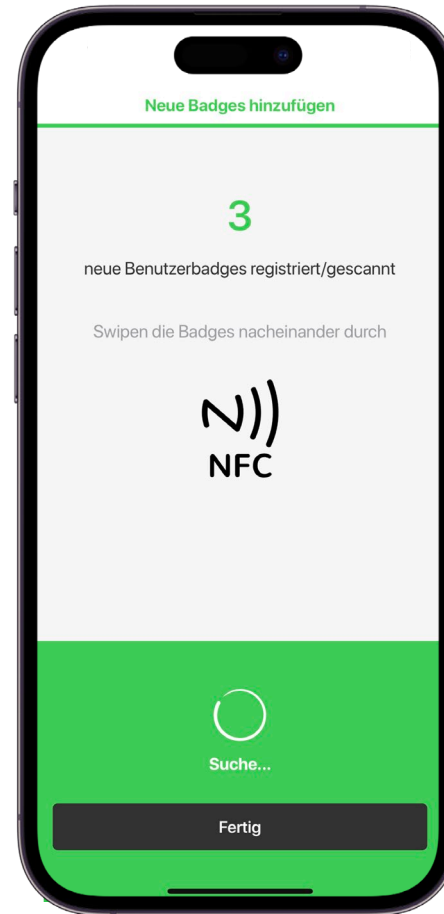 Neue Badges hinzufügen
3
neue Benutzerbadges registriert/gescannt
Swipen die Badges nacheinander durch
NFC
Suche...
Fertig